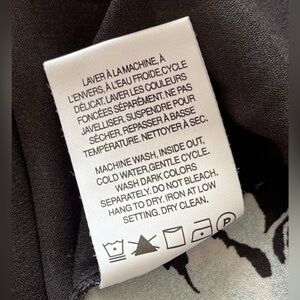 LAVER À LA MACHINE, À
L'ENVERS, À L'EAU FROIDE, CYCLE
DÉLICAT. LAVER LES COULEURS
FONCÉES SÉPARÉMENT. NE PAS
JAVELLISER. SUSPENDRE POUR
SÉCHER. REPASSER À BASSE
TEMPÉRATURE. NETTOYER À SEC.
MACHINE WASH, INSIDE OUT,
COLD WATER, GENTLE CYCLE.
WASH DARK COLORS
SEPARATELY. DO NOT BLEACH.
HANG TO DRY. IRON AT LOW
SETTING. DRY CLEAN.
P